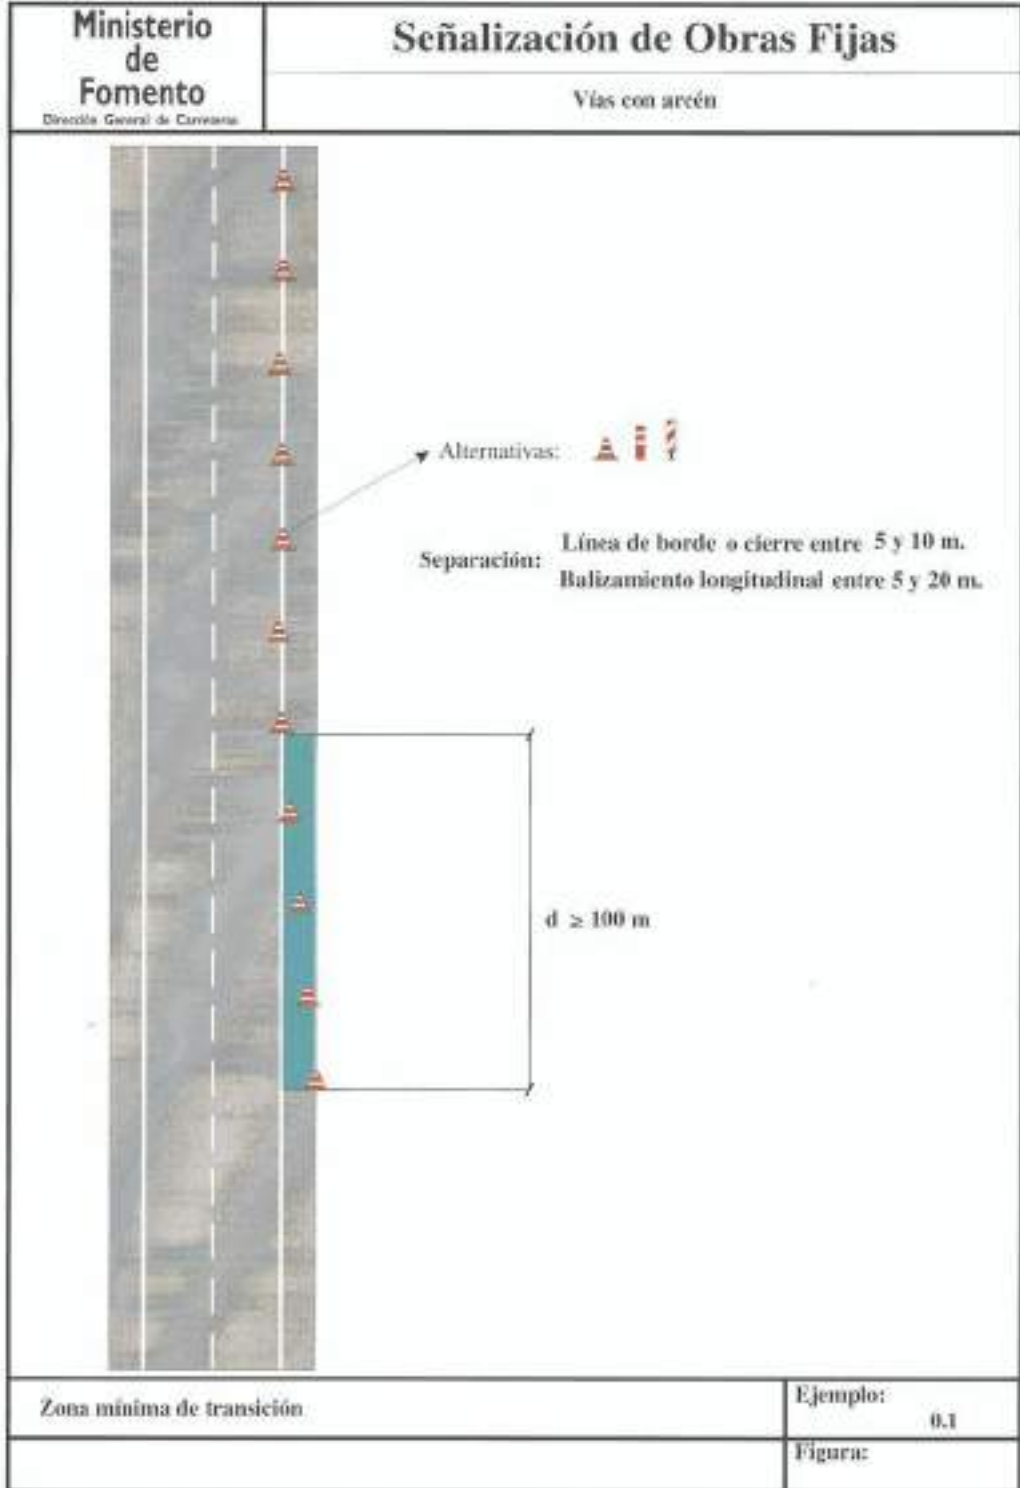 Ministerio
de
Fomento
Dirección General de Carreteras
Señalización de Obras Fijas
Vías con arcén
Alternativas:
Separación:
Línea de borde o cierre entre 5 y 10 m.
Balizamiento longitudinal entre 5 y 20 m.
d ≥ 100 m
Zona mínima de transición
Ejemplo:
0.1
Figura: